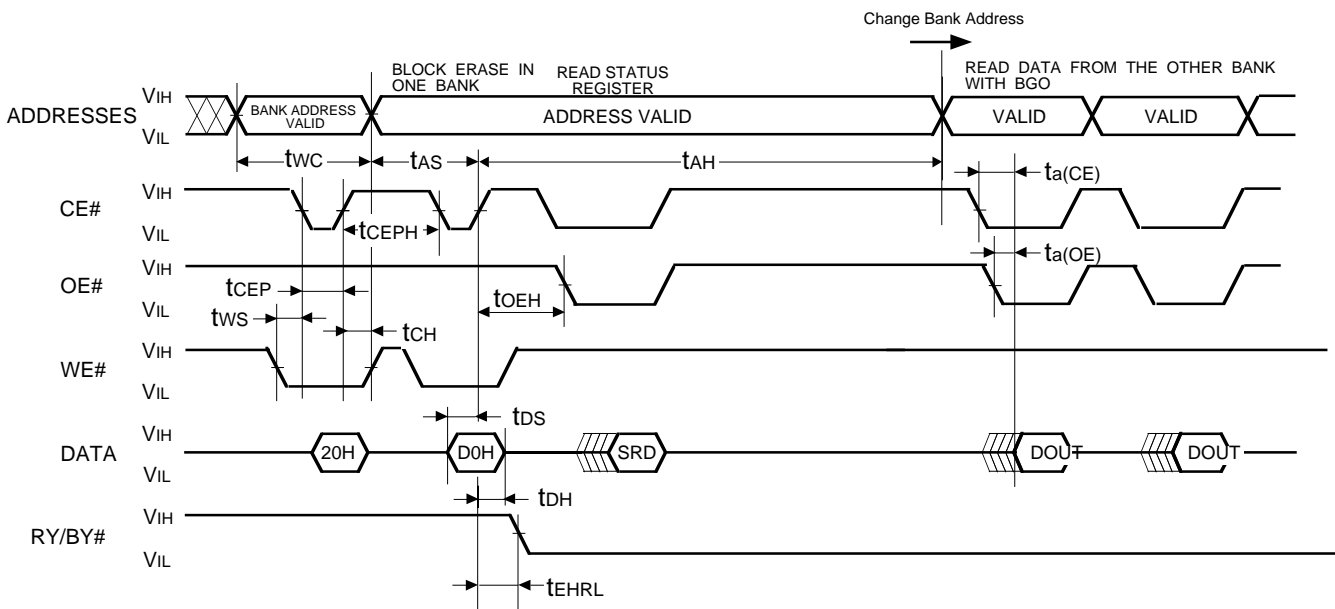 Change Bank Address
BLOCK ERASE IN
ONE BANK
READ STATUS
REGISTER
READ DATA FROM THE OTHER BANK
WITH BGO
ADDRESSES
VIH
VIL
BANK ADDRESS
VALID
ADDRESS VALID
VALID
VALID
tWC
tAS
tAH
ta(CE)
CE#
VIH
VIL
tCEPH
ta(OE)
OE#
VIH
VIL
tCEP
tOEH
tWS
tCH
WE#
VIH
VIL
tDS
DATA
VIH
VIL
20H
D0H
SRD
DOUT
DOUT
tDH
RY/BY#
VIH
VIL
tEHRL